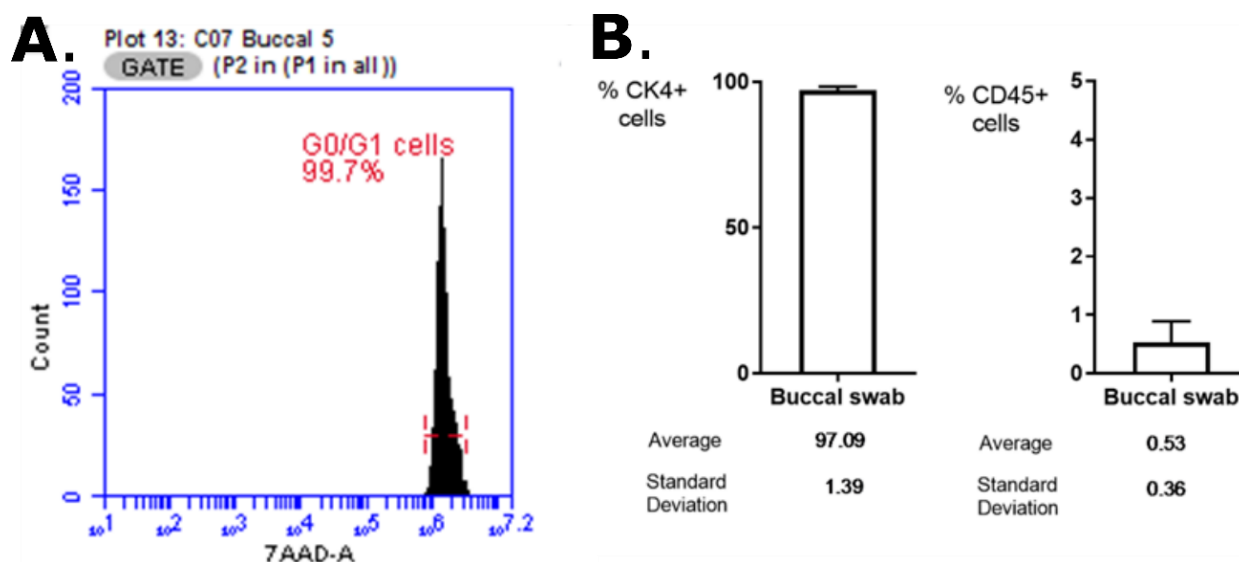 A.
Plot 13: C07 Buccal 5
GATE (P2 in (P1 in all))
200
150
100
50
0
Count
G0/G1 cells
99.7%
10^1 10^2 10^3 10^4 10^5 10^6 10^7.2
7AAD-A
B.
% CK4+
cells
100
50
0
Buccal swab
Average 97.09
Standard
Deviation
1.39
% CD45+
cells
5
4
3
2
1
0
Buccal swab
Average 0.53
Standard
Deviation
0.36